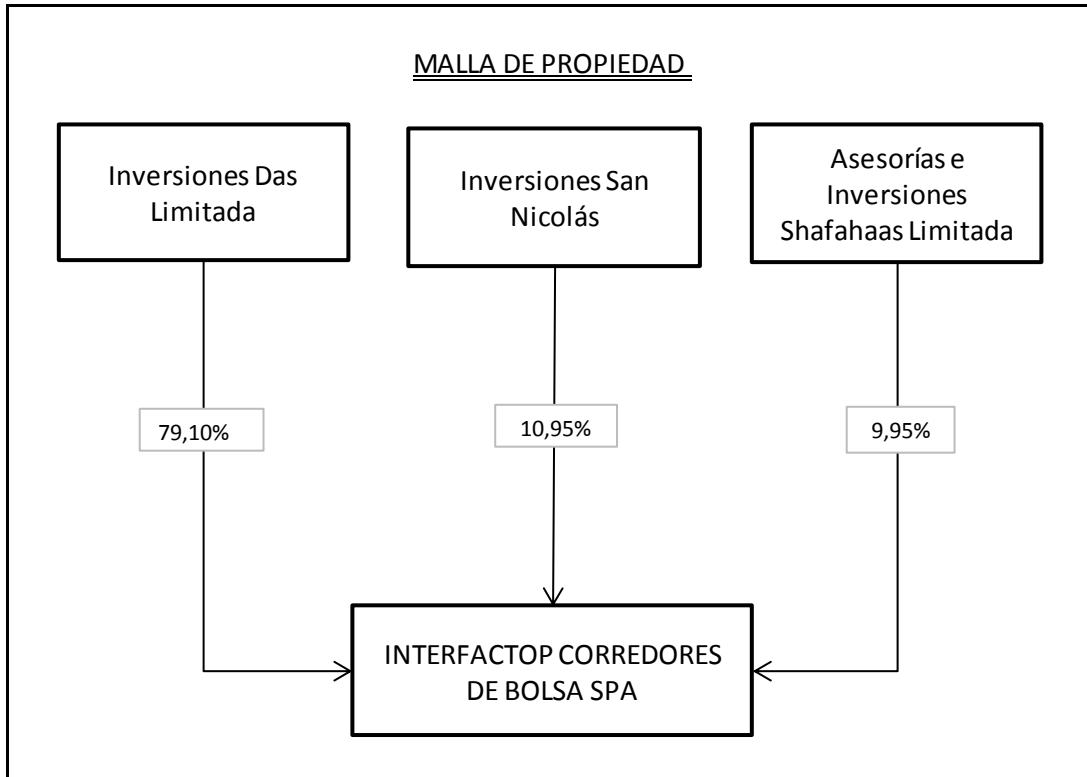 MALLA DE PROPIEDAD
Inversiones Das
Limitada
Inversiones San
Nicolás
Asesorías e
Inversiones
Shafahaas Limitada
79,10%
10,95%
9,95%
INTERFACTOP CORREDORES
DE BOLSA SPA